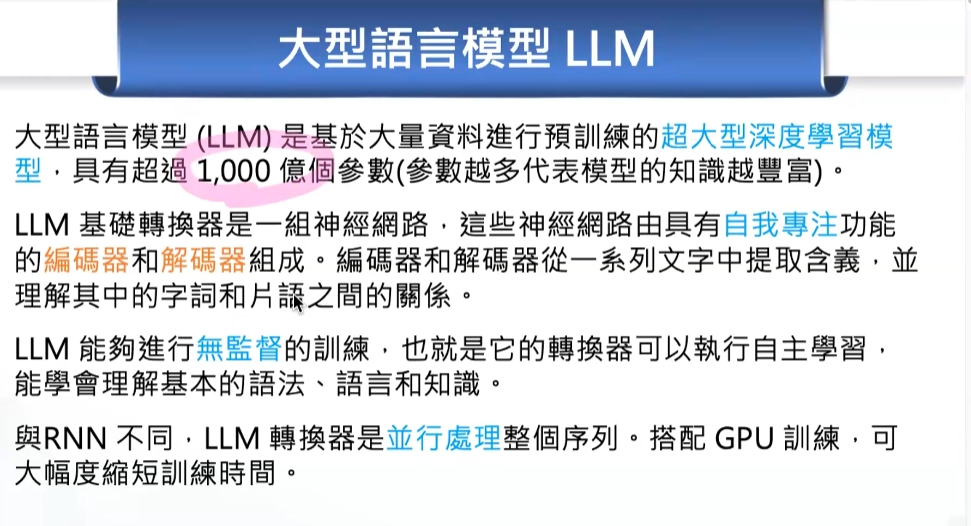 大型語言模型 LLM
大型語言模型 (LLM) 是基於大量資料進行預訓練的超大型深度學習模
型，具有超過 1,000 億個參數(參數越多代表模型的知識越豐富)。
LLM 基礎轉換器是一組神經網路，這些神經網路由具有自我專注功能
的編碼器和解碼器組成。編碼器和解碼器從一系列文字中提取含義，並
理解其中的字詞和片語之間的關係。
LLM 能夠進行無監督的訓練，也就是它的轉換器可以執行自主學習，
能學會理解基本的語法、語言和知識。
與RNN 不同，LLM 轉換器是並行處理整個序列。搭配 GPU 訓練，可
大幅度縮短訓練時間。